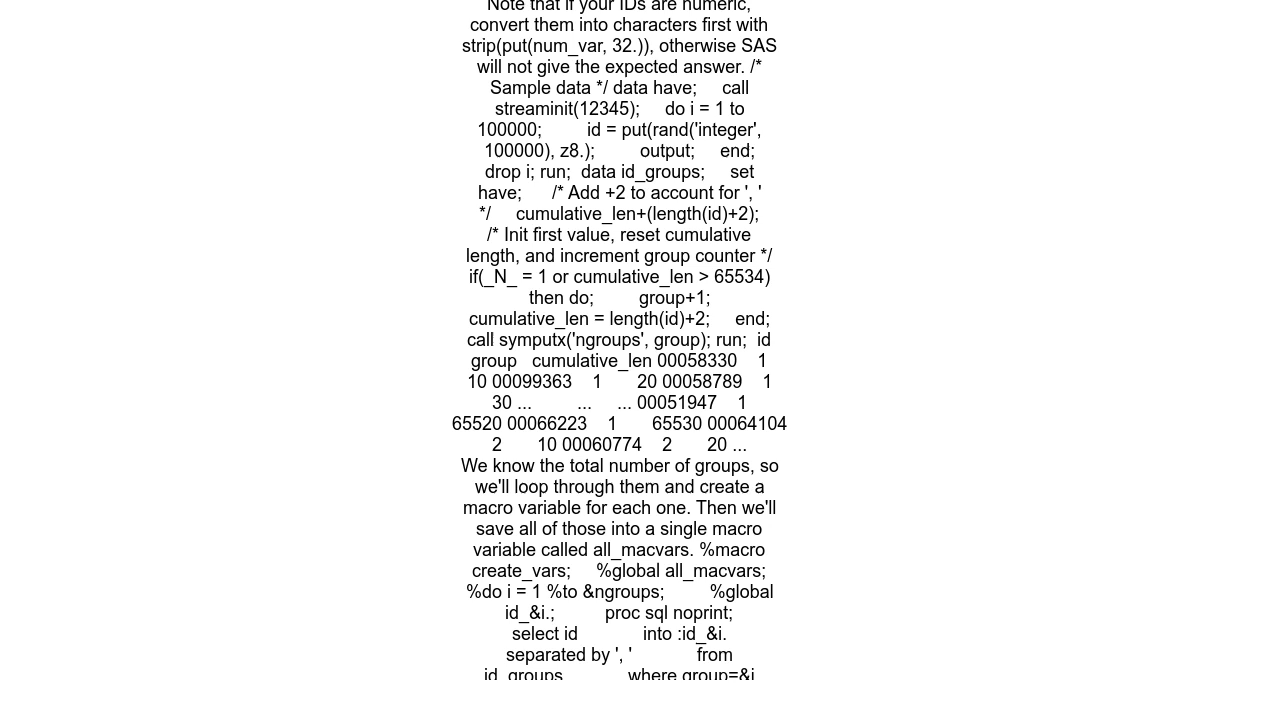 Note that if your IDs are numeric,
convert them into characters first with
strip(put(num_var, 32.)), otherwise SAS
will not give the expected answer. /*
Sample data */ data have;     call
streaminit(12345);     do i = 1 to
100000;         id = put(rand('integer',
100000), z8.);         output;     end;
drop i; run;  data id_groups;     set
have;      /* Add +2 to account for ', '
*/     cumulative_len+(length(id)+2);
/* Init first value, reset cumulative
length, and increment group counter */
if(_N_ = 1 or cumulative_len > 65534)
then do;         group+1;
cumulative_len = length(id)+2;     end;
call symputx('ngroups', group); run;  id
group   cumulative_len 00058330    1
10 00099363    1       20 00058789    1
30 ...         ...     ... 00051947    1
65520 00066223    1       65530 00064104
2       10 00060774    2       20 ...
We know the total number of groups, so
we'll loop through them and create a
macro variable for each one. Then we'll
save all of those into a single macro
variable called all_macvars. %macro
create_vars;     %global all_macvars;
%do i = 1 %to &ngroups;         %global
id_&i.;          proc sql noprint;
select id             into :id_&i.
separated by ', '             from
id_groups             where group=&i